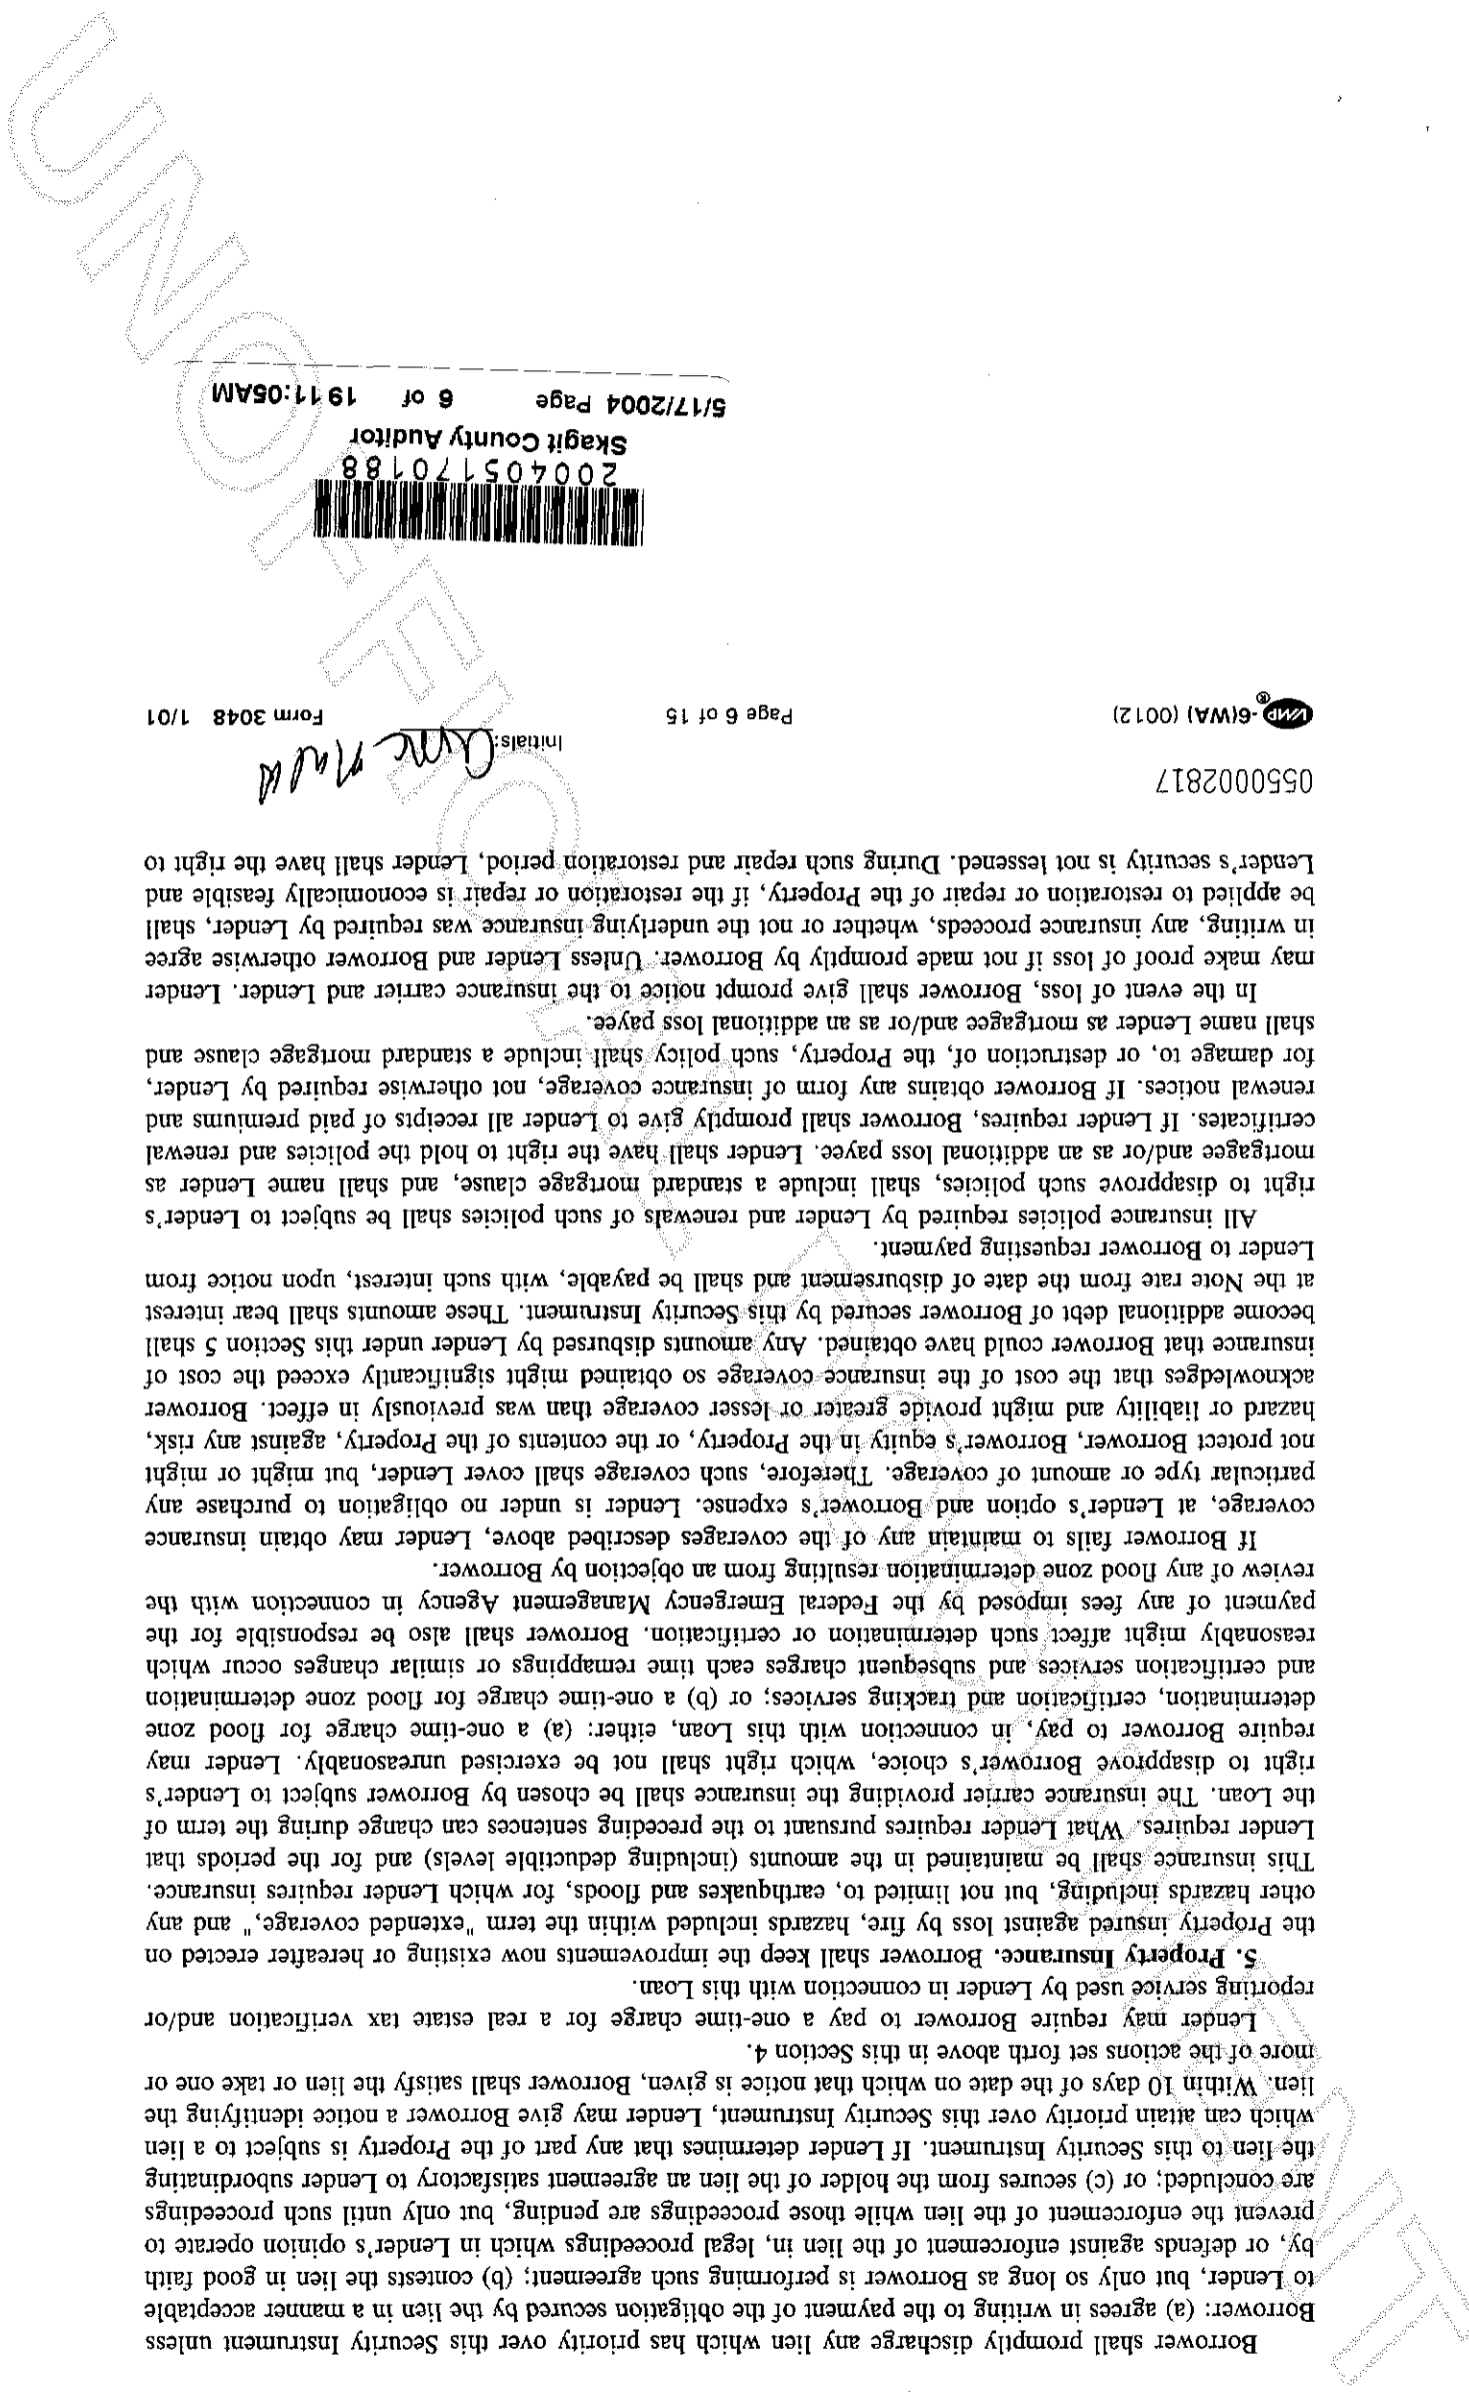 Borrower shall promptly discharge any lien which has priority over this Security Instrument unless
Borrower: (a) agrees in writing to the payment of the obligation secured by the lien in a manner acceptable
to Lender, but only so long as Borrower is performing such agreement; (b) contests the lien in good faith
by, or defends against enforcement of the lien in, legal proceedings which in Lender's opinion operate to
prevent the enforcement of the lien while those proceedings are pending, but only until such proceedings
are concluded; or (c) secures from the holder of the lien an agreement satisfactory to Lender subordinating
the lien to this Security Instrument. If Lender determines that any part of the Property is subject to a lien
which can attain priority over this Security Instrument, Lender may give Borrower a notice identifying the
lien. Within 10 days of the date on which that notice is given, Borrower shall satisfy the lien or take one or
more of the actions set forth above in this Section 4.
Lender may require Borrower to pay a one-time charge for a real estate tax verification and/or
reporting service used by Lender in connection with this Loan.
5. Property Insurance. Borrower shall keep the improvements now existing or hereafter erected on
the Property insured against loss by fire, hazards included within the term "extended coverage," and any
other hazards including, but not limited to, earthquakes and floods, for which Lender requires insurance.
This insurance shall be maintained in the amounts (including deductible levels) and for the periods that
Lender requires. What Lender requires pursuant to the preceding sentences can change during the term of
the Loan. The insurance carrier providing the insurance shall be chosen by Borrower subject to Lender's
right to disapprove Borrower's choice, which right shall not be exercised unreasonably. Lender may
require Borrower to pay, in connection with this Loan, either: (a) a one-time charge for flood zone
determination, certification and tracking services; or (b) a one-time charge for flood zone determination
and certification services and subsequent charges each time remappings or similar changes occur which
reasonably might affect such determination or certification. Borrower shall also be responsible for the
payment of any fees imposed by the Federal Emergency Management Agency in connection with the
review of any flood zone determination resulting from an objection by Borrower.
If Borrower fails to maintain any of the coverages described above, Lender may obtain insurance
coverage, at Lender's option and Borrower's expense. Lender is under no obligation to purchase any
particular type or amount of coverage. Therefore, such coverage shall cover Lender, but might or might
not protect Borrower, Borrower's equity in the Property, or the contents of the Property, against any risk,
hazard or liability and might provide greater or lesser coverage than was previously in effect. Borrower
acknowledges that the cost of the insurance coverage so obtained might significantly exceed the cost of
insurance that Borrower could have obtained. Any amounts disbursed by Lender under this Section 5 shall
become additional debt of Borrower secured by this Security Instrument. These amounts shall bear interest
at the Note rate from the date of disbursement and shall be payable, with such interest, upon notice from
Lender to Borrower requesting payment.
All insurance policies required by Lender and renewals of such policies shall be subject to Lender's
right to disapprove such policies, shall include a standard mortgage clause, and shall name Lender as
mortgagee and/or as an additional loss payee. Lender shall have the right to hold the policies and renewal
certificates. If Lender requires, Borrower shall promptly give to Lender all receipts of paid premiums and
renewal notices. If Borrower obtains any form of insurance coverage, not otherwise required by Lender,
for damage to, or destruction of, the Property, such policy shall include a standard mortgage clause and
shall name Lender as mortgagee and/or as an additional loss payee.
In the event of loss, Borrower shall give prompt notice to the insurance carrier and Lender. Lender
may make proof of loss if not made promptly by Borrower. Unless Lender and Borrower otherwise agree
in writing, any insurance proceeds, whether or not the underlying insurance was required by Lender, shall
be applied to restoration or repair of the Property, if the restoration or repair is economically feasible and
Lender's security is not lessened. During such repair and restoration period, Lender shall have the right to
0550002817
Initials:
VMP®-6(WA) (0012) Page 6 of 15 Form 3048 1/01
200405170188
Skagit County Auditor
5/17/2004 Page 6 of 19 11:05AM
UNOFFICIAL DOCUMENT